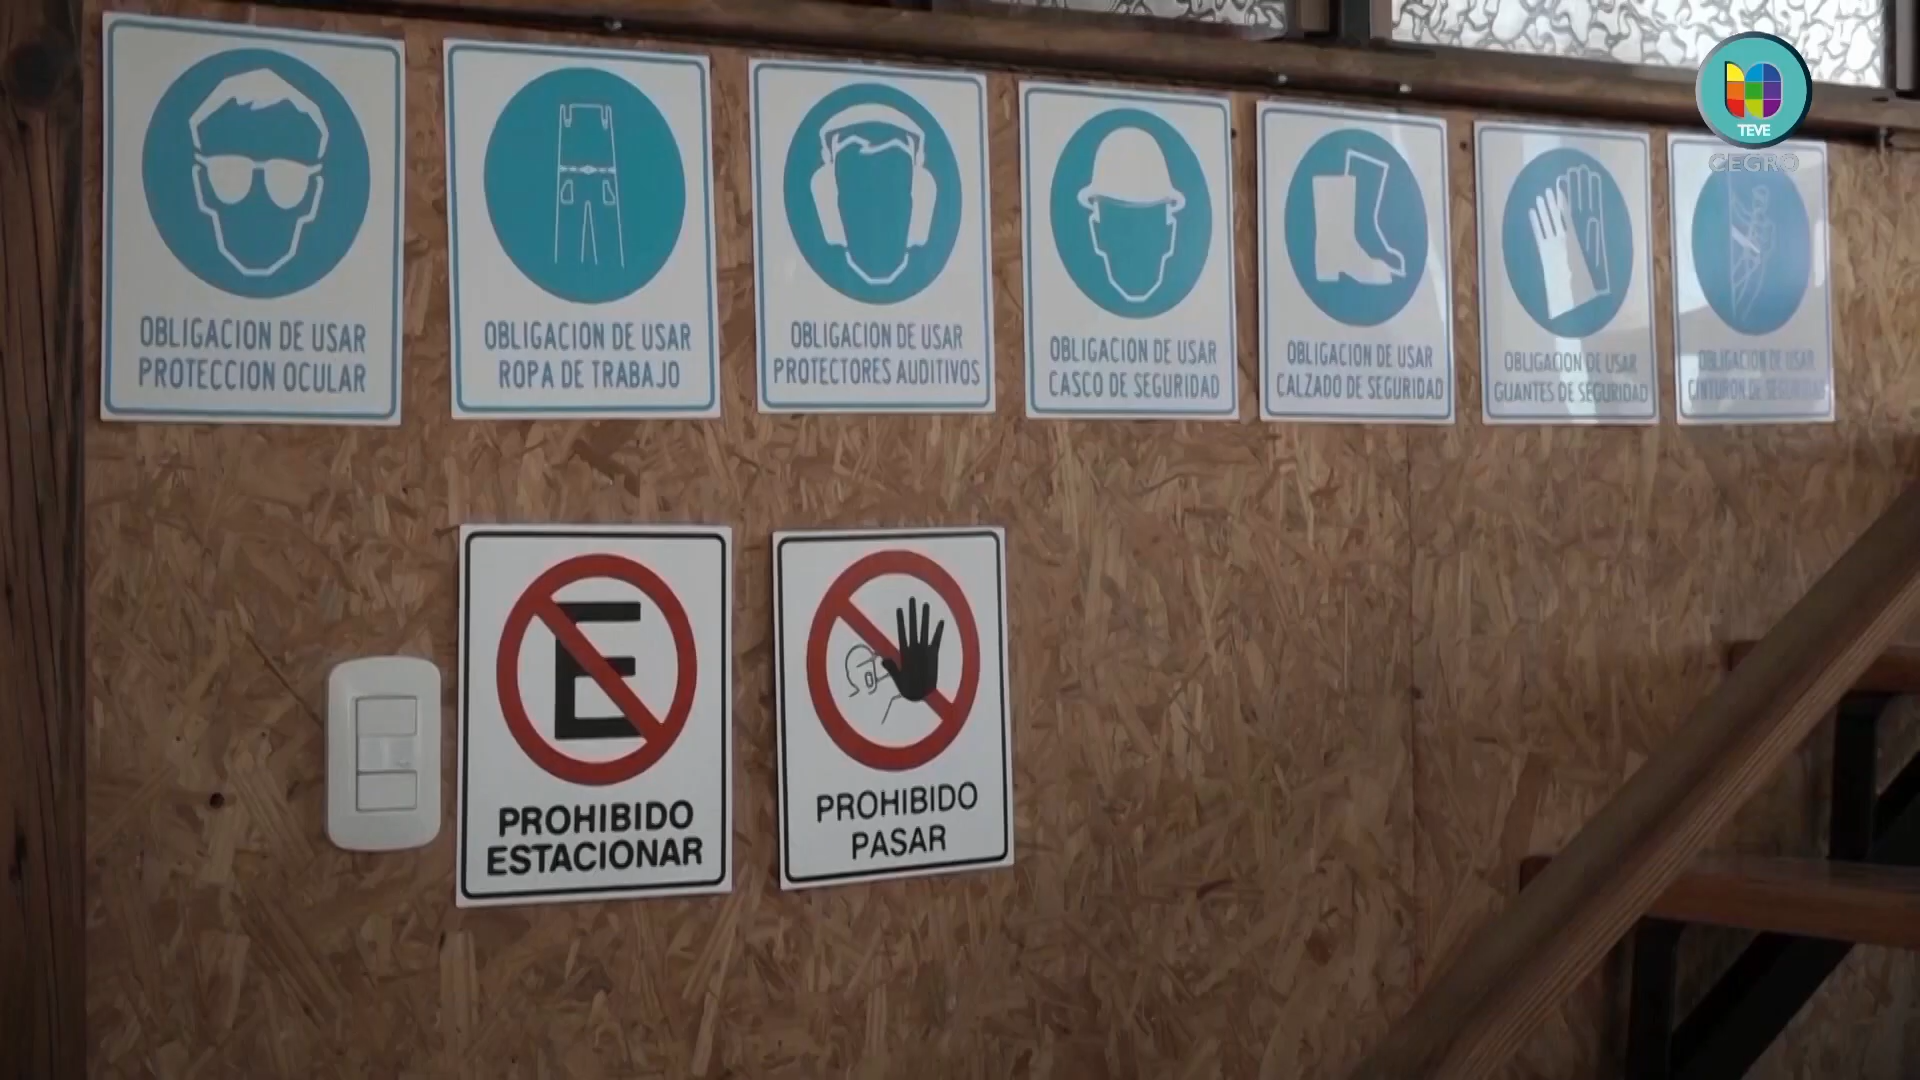 OBLIGACION DE USAR
PROTECCION OCULAR
OBLIGACION DE USAR
ROPA DE TRABAJO
OBLIGACION DE USAR
PROTECTORES AUDITIVOS
OBLIGACION DE USAR
CASCO DE SEGURIDAD
OBLIGACION DE USAR
CALZADO DE SEGURIDAD
OBLIGACION DE USAR
GUANTES DE SEGURIDAD
OBLIGACION DE USAR
CINTURON DE SEGURIDAD
TEVE
CEGRO
E
PROHIBIDO
ESTACIONAR
PROHIBIDO
PASAR